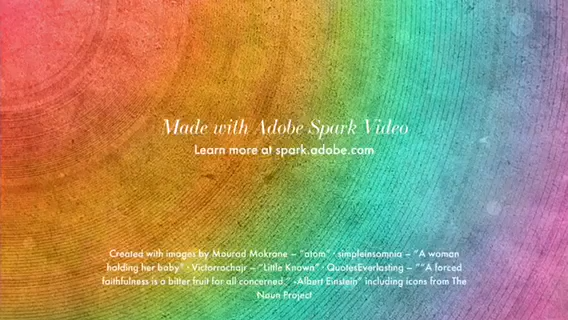 Made with Adobe Spark Video
Learn more at spark.adobe.com
Created with images by Mourad Mokrane – "atom" · simpleinsomnia – "A woman
holding her baby" · Victorrochajr – "Little Known" · QuotesEverlasting – ""A forced
faithfulness is a bitter fruit for all concerned." -Albert Einstein" including icons from The
Noun Project